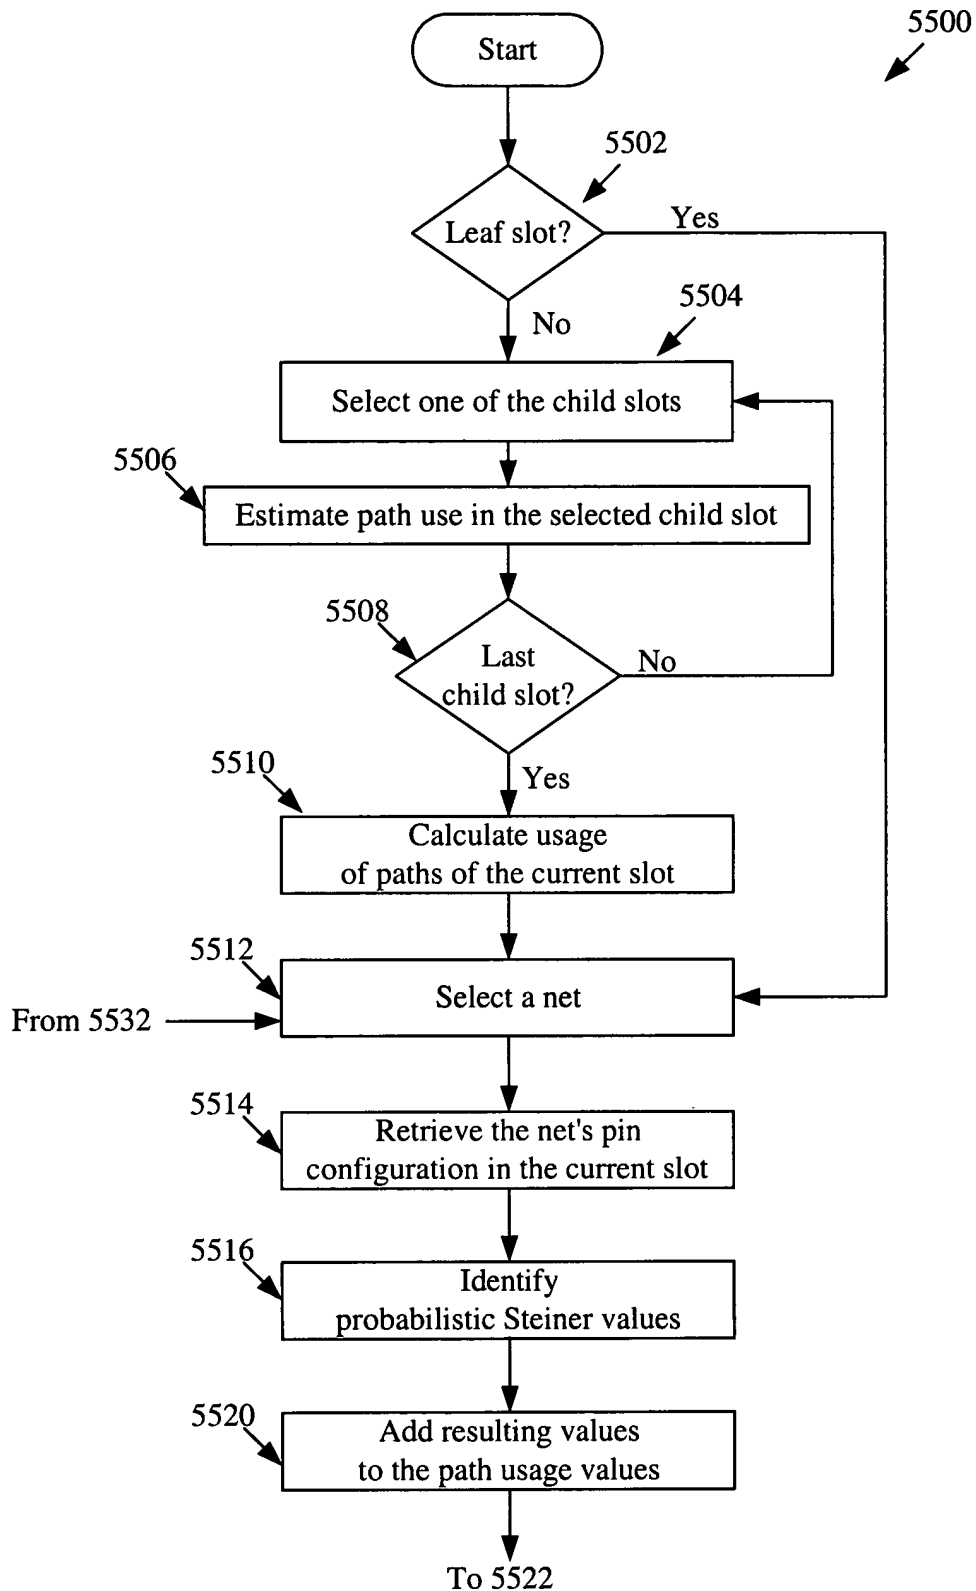 5500
Start
5502
Leaf slot?
Yes
No
5504
Select one of the child slots
5506
Estimate path use in the selected child slot
5508
Last
child slot?
No
Yes
5510
Calculate usage
of paths of the current slot
5512
Select a net
From 5532
5514
Retrieve the net's pin
configuration in the current slot
5516
Identify
probabilistic Steiner values
5520
Add resulting values
to the path usage values
To 5522